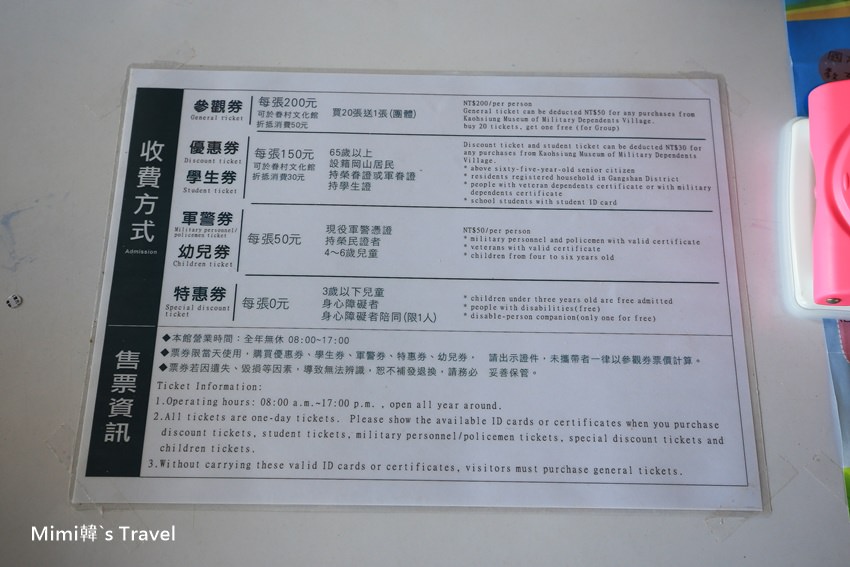 收費方式
Admission
參觀券
General ticket
每張200元
可於眷村文化館
折抵消費50元
買20張送1張(團體)
NT$200/per person
General ticket can be deducted NT$50 for any purchases from
Kaohsiung Museum of Military Dependents Village.
buy 20 tickets, get one free (for Group)
優惠券
Discount ticket
學生券
Student ticket
每張150元
可於眷村文化館
折抵消費30元
65歲以上
設籍岡山居民
持榮眷證或軍眷證
持學生證
Discount ticket and student ticket can be deducted NT$30 for
any purchases from Kaohsiung Museum of Military Dependents
Village.
* above sixty-five-year-old senior citizen
* residents registered household in Gangshan District
* people with veteran dependents certificate or with military
dependents certificate
* school students with student ID card
軍警券
Military personnel/
policemen ticket
幼兒券
Children ticket
每張50元
現役軍警憑證
持榮民證者
4～6歲兒童
NT$50/per person
* military personnel and policemen with valid certificate
* veterans with valid certificate
* children from four to six years old
特惠券
Special discount
ticket
每張0元
3歲以下兒童
身心障礙者
身心障礙者陪同(限1人)
* children under three years old are free admitted
* people with disabilities(free)
* disable-person companion(only one for free)
售票資訊
◆本館營業時間：全年無休 08:00~17:00
◆票券限當天使用，購買優惠券、學生券、軍警券、特惠券、幼兒券， 請出示證件，未攜帶者一律以參觀券票價計算。
◆票券若因遺失、毀損等因素，導致無法辨識，恕不補發退換，請務必 妥善保管。
Ticket Information:
1.Operating hours: 08:00 a.m.~17:00 p.m. , open all year around.
2.All tickets are one-day tickets. Please show the available ID cards or certificates when you purchase
discount tickets, student tickets, military personnel/policemen tickets, special discount tickets and
children tickets.
3.Without carrying these valid ID cards or certificates, visitors must purchase general tickets.
Mimi韓`s Travel